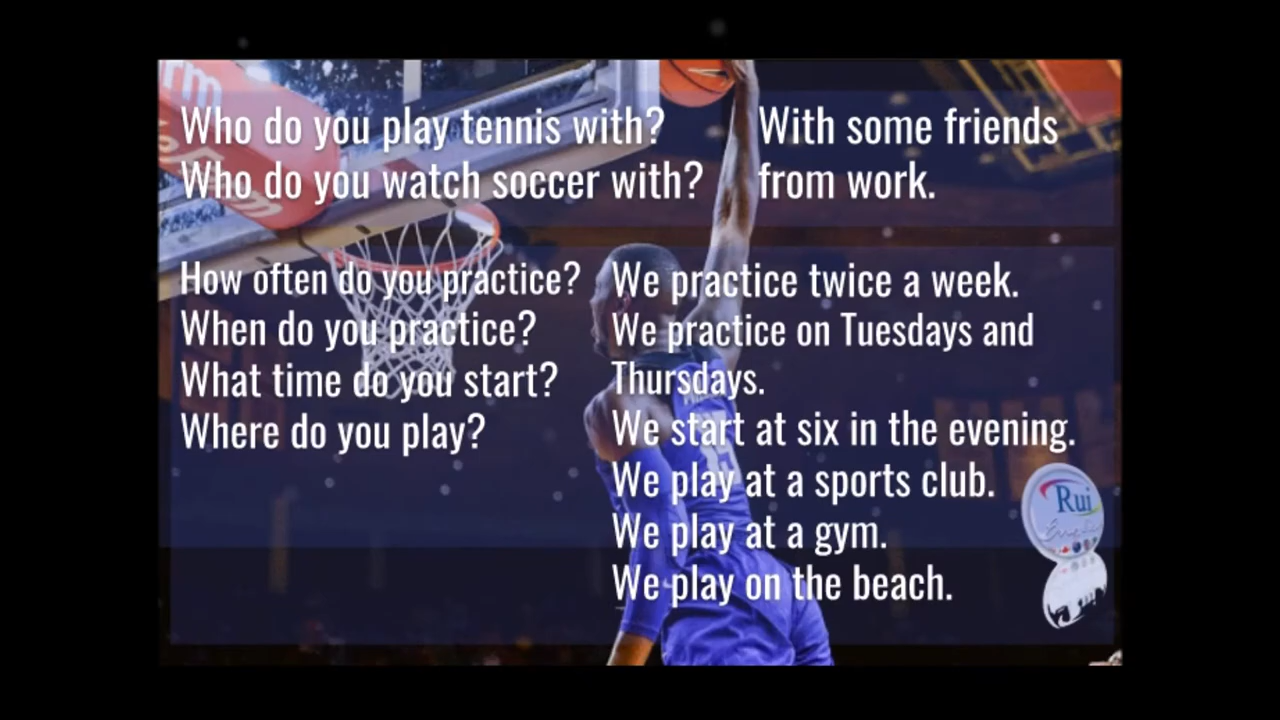 Who do you play tennis with?
Who do you watch soccer with?
With some friends
from work.
How often do you practice?
When do you practice?
What time do you start?
Where do you play?
We practice twice a week.
We practice on Tuesdays and
Thursdays.
We start at six in the evening.
We play at a sports club.
We play at a gym.
We play on the beach.
Rui